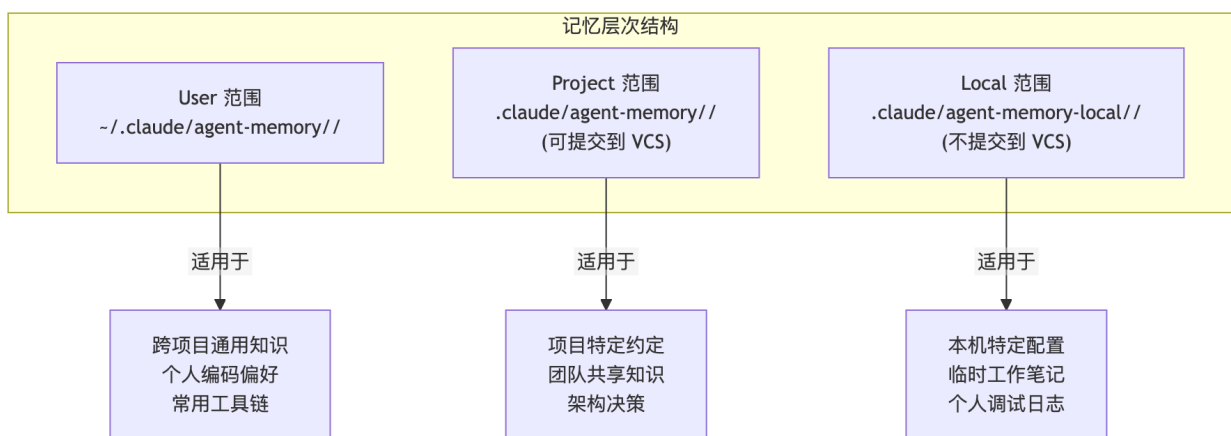 记忆层次结构
User 范围
~/.claude/agent-memory//
Project 范围
.claude/agent-memory//
(可提交到 VCS)
Local 范围
.claude/agent-memory-local//
(不提交到 VCS)
适用于
适用于
适用于
跨项目通用知识
个人编码偏好
常用工具链
项目特定约定
团队共享知识
架构决策
本机特定配置
临时工作笔记
个人调试日志